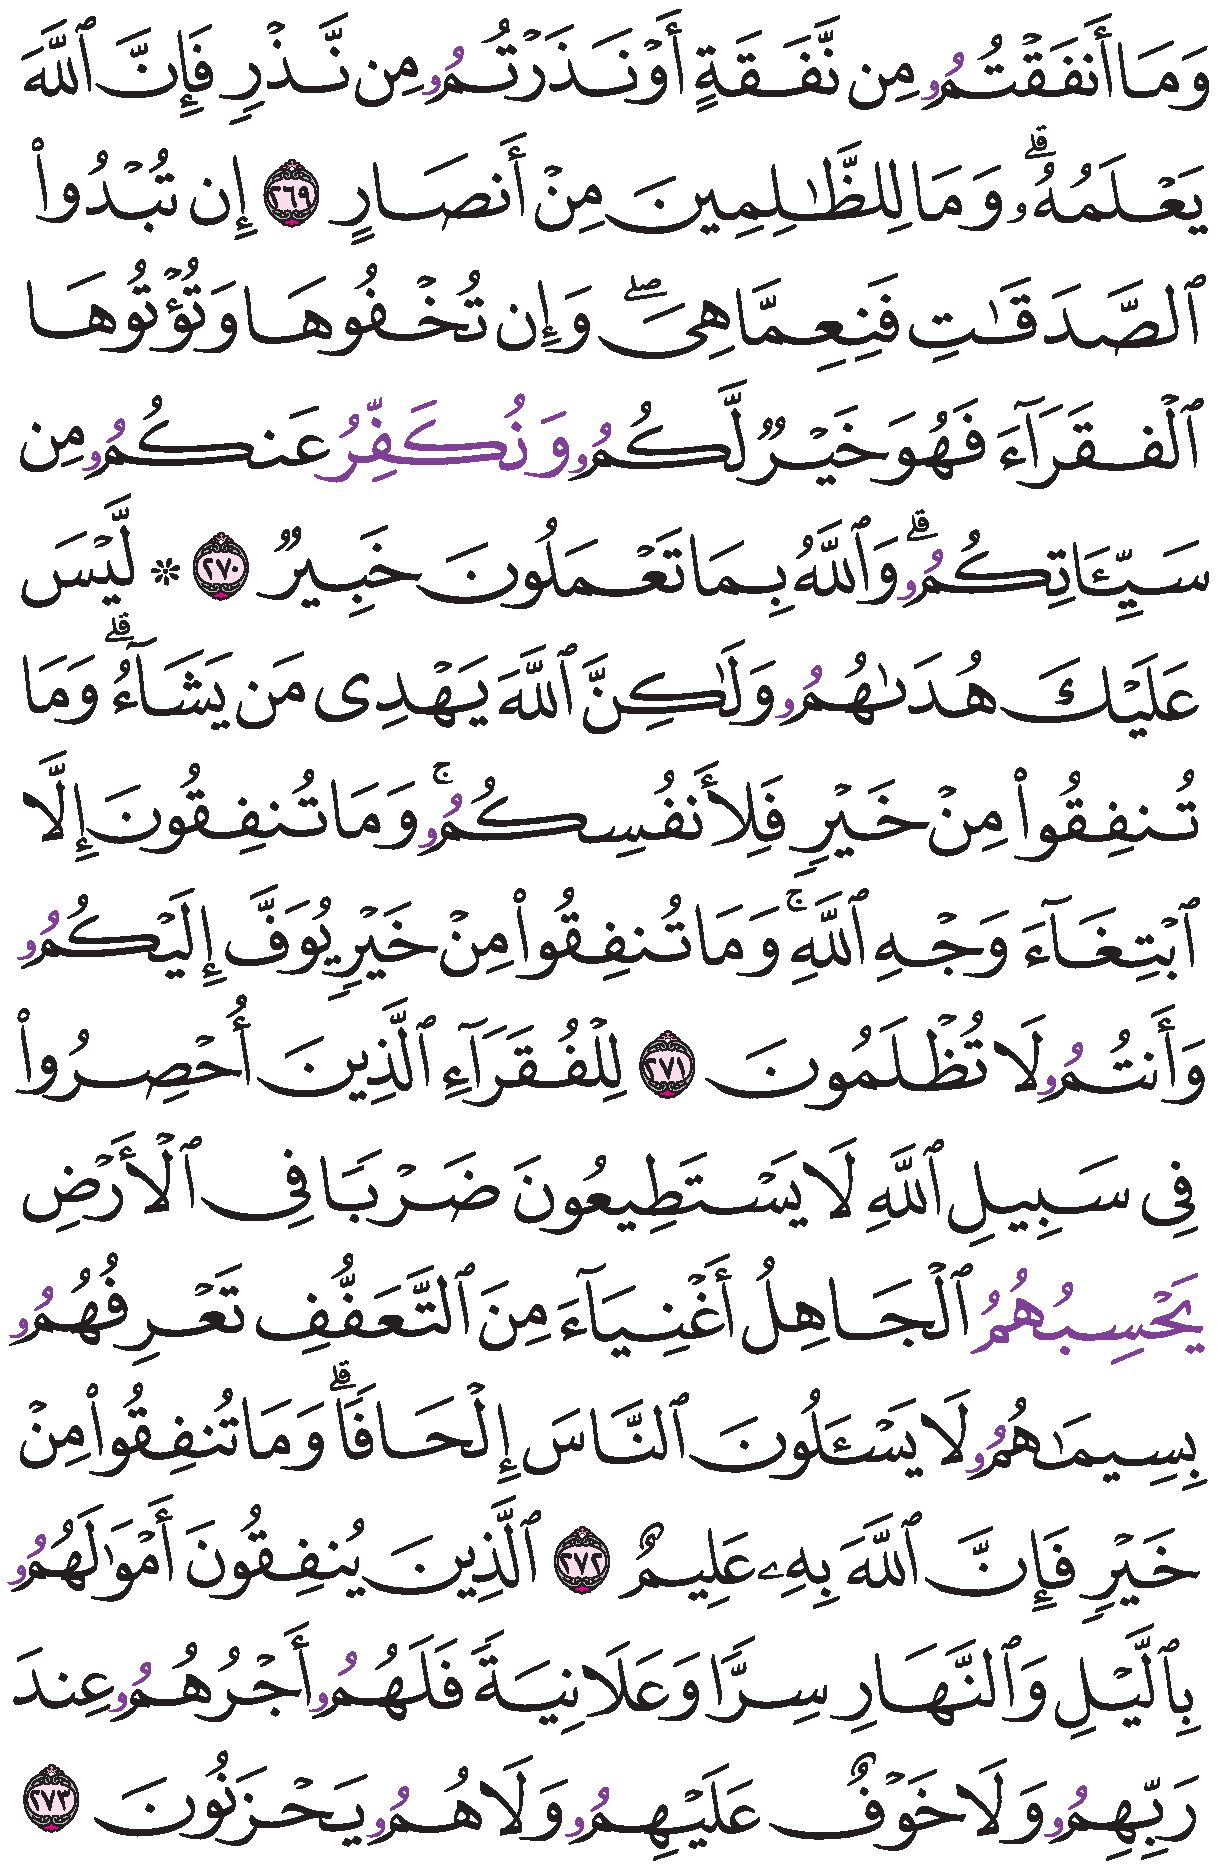 وَمَا أَنفَقْتُمُۥ مِن نَّفَقَةٍ أَوْ نَذَرْتُمُۥ مِن نَّذْرٍ فَإِنَّ ٱللَّهَ
يَعْلَمُهُۥ ۗ وَمَا لِلظَّٰلِمِينَ مِنْ أَنصَارٍ ٢٦٩ إِن تُبْدُوا۟
ٱلصَّدَقَٰتِ فَنِعِمَّا هِىَ ۖ وَإِن تُخْفُوهَا وَتُؤْتُوهَا
ٱلْفُقَرَآءَ فَهُوَ خَيْرٌ لَّكُمُۥ وَنُكَفِّرُ عَنكُمُۥ مِن
سَيِّـَٔاتِكُمُۥ ۗ وَٱللَّهُ بِمَا تَعْمَلُونَ خَبِيرٌ ٢٧٠ ۞ لَّيْسَ
عَلَيْكَ هُدَىٰهُمُۥ وَلَٰكِنَّ ٱللَّهَ يَهْدِى مَن يَشَآءُ ۗ وَمَا
تُنفِقُوا۟ مِنْ خَيْرٍ فَلِأَنفُسِكُمُۥ ۚ وَمَا تُنفِقُونَ إِلَّا
ٱبْتِغَآءَ وَجْهِ ٱللَّهِ ۚ وَمَا تُنفِقُوا۟ مِنْ خَيْرٍ يُوَفَّ إِلَيْكُمُۥ
وَأَنتُمُۥ لَا تُظْلَمُونَ ٢٧١ لِلْفُقَرَآءِ ٱلَّذِينَ أُحْصِرُوا۟
فِى سَبِيلِ ٱللَّهِ لَا يَسْتَطِيعُونَ ضَرْبًا فِى ٱلْأَرْضِ
يَحْسِبُهُمُ ٱلْجَاهِلُ أَغْنِيَآءَ مِنَ ٱلتَّعَفُّفِ تَعْرِفُهُمُۥ
بِسِيمَٰهُمُۥ لَا يَسْـَٔلُونَ ٱلنَّاسَ إِلْحَافًا ۗ وَمَا تُنفِقُوا۟ مِنْ
خَيْرٍ فَإِنَّ ٱللَّهَ بِهِۦ عَلِيمٌ ٢٧٢ ٱلَّذِينَ يُنفِقُونَ أَمْوَٰلَهُمُۥ
بِٱلَّيْلِ وَٱلنَّهَارِ سِرًّا وَعَلَانِيَةً فَلَهُمُۥ أَجْرُهُمُۥ عِندَ
رَبِّهِمُۥ وَلَا خَوْفٌ عَلَيْهِمُۥ وَلَا هُمُۥ يَحْزَنُونَ ٢٧٣